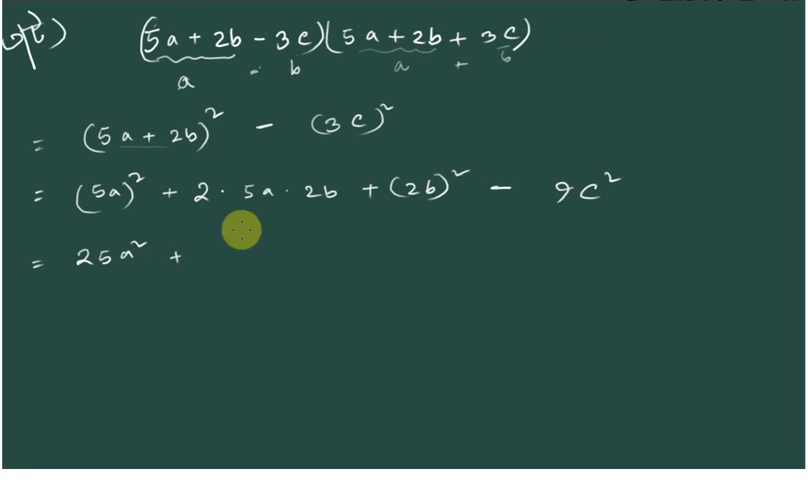 (5a + 2b - 3c)(5a + 2b + 3c)
a - b a + b
= (5a + 2b)² - (3c)²
= (5a)² + 2 · 5a · 2b + (2b)² - 9c²
= 25a² +